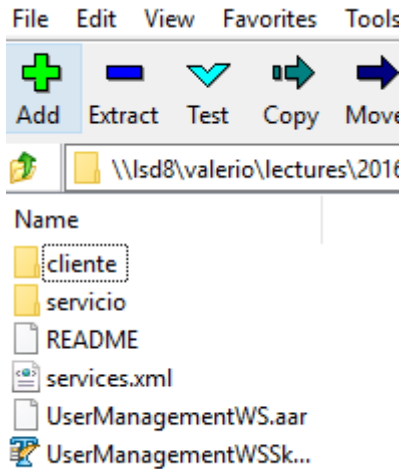 File Edit View Favorites Tools
Add Extract Test Copy Move
\\lsd8\valerio\lectures\2016
Name
cliente
servicio
README
services.xml
UserManagementWS.aar
UserManagementWSSk...